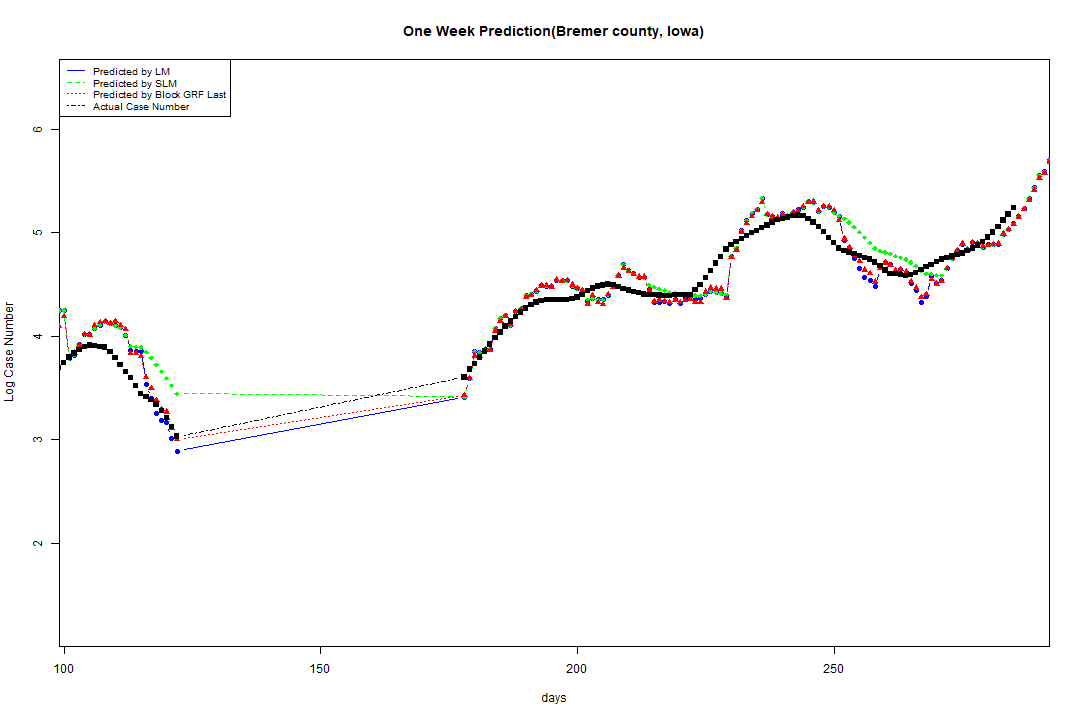 One Week Prediction(Bremer county, Iowa)
Predicted by LM
Predicted by SLM
Predicted by Block GRF Last
Actual Case Number
6
5
4
3
2
Log Case Number
100
150
200
250
days